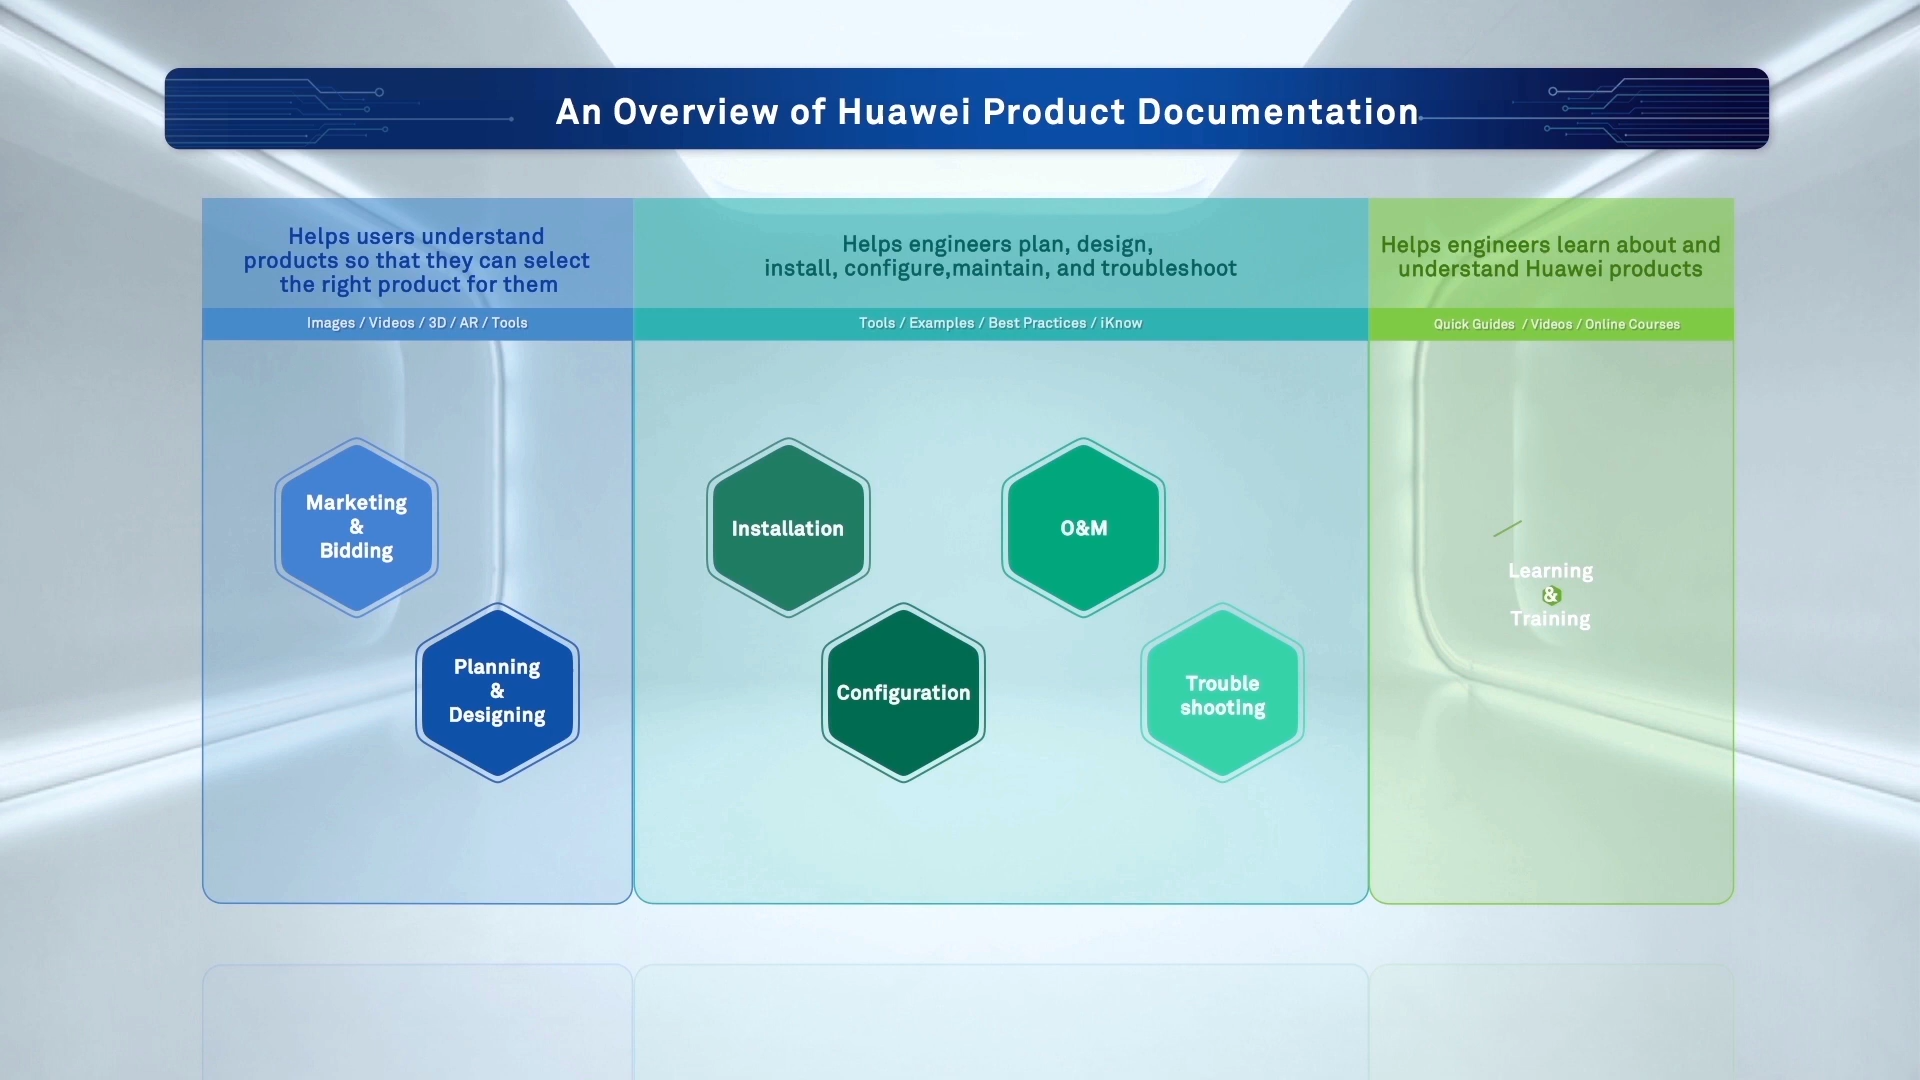 An Overview of Huawei Product Documentation
Helps users understand
products so that they can select
the right product for them
Images / Videos / 3D / AR / Tools
Marketing
&
Bidding
Planning
&
Designing
Helps engineers plan, design,
install, configure,maintain, and troubleshoot
Tools / Examples / Best Practices / iKnow
Installation
O&M
Configuration
Trouble
shooting
Helps engineers learn about and
understand Huawei products
Quick Guides / Videos / Online Courses
Learning
&
Training